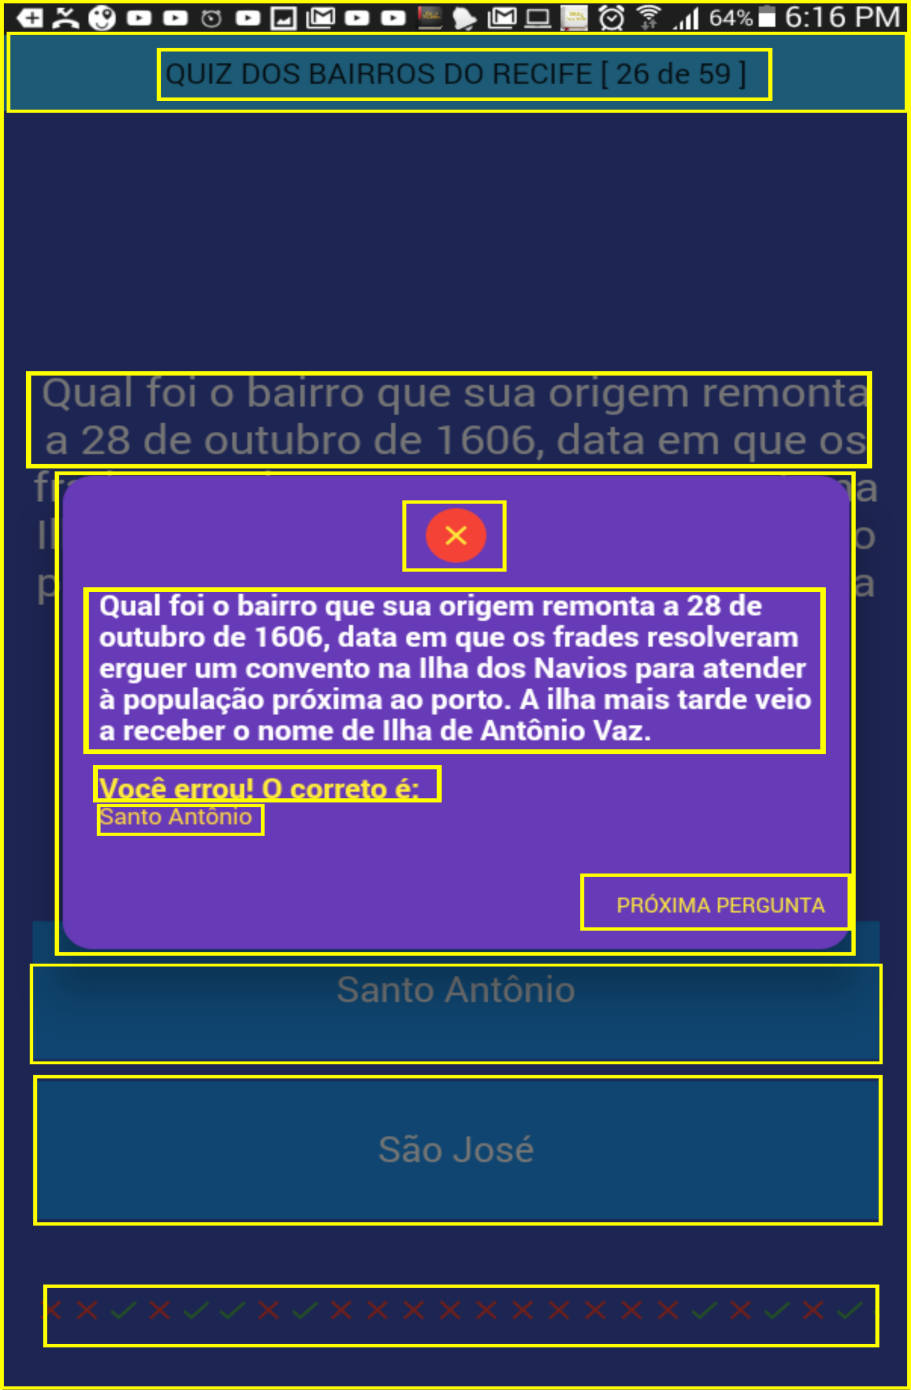 64% 6:16 PM
QUIZ DOS BAIRROS DO RECIFE [ 26 de 59 ]
Qual foi o bairro que sua origem remonta
a 28 de outubro de 1606, data em que os
Qual foi o bairro que sua origem remonta a 28 de
outubro de 1606, data em que os frades resolveram
erguer um convento na Ilha dos Navios para atender
à população próxima ao porto. A ilha mais tarde veio
a receber o nome de Ilha de Antônio Vaz.
Você errou! O correto é:
Santo Antônio
PRÓXIMA PERGUNTA
Santo Antônio
São José